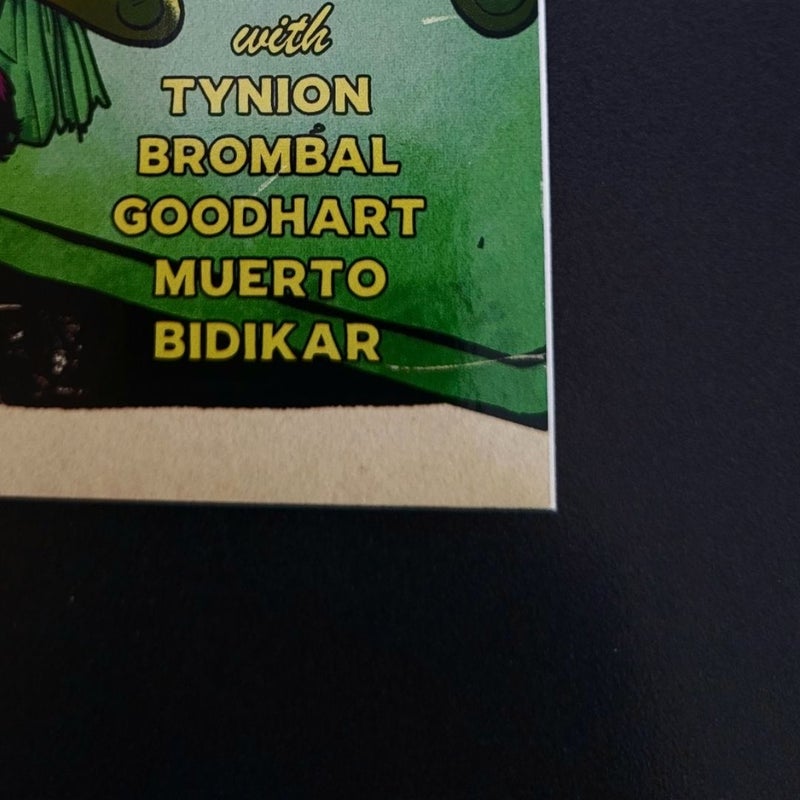 with
TYNION
BROMBAL
GOODHART
MUERTO
BIDIKAR